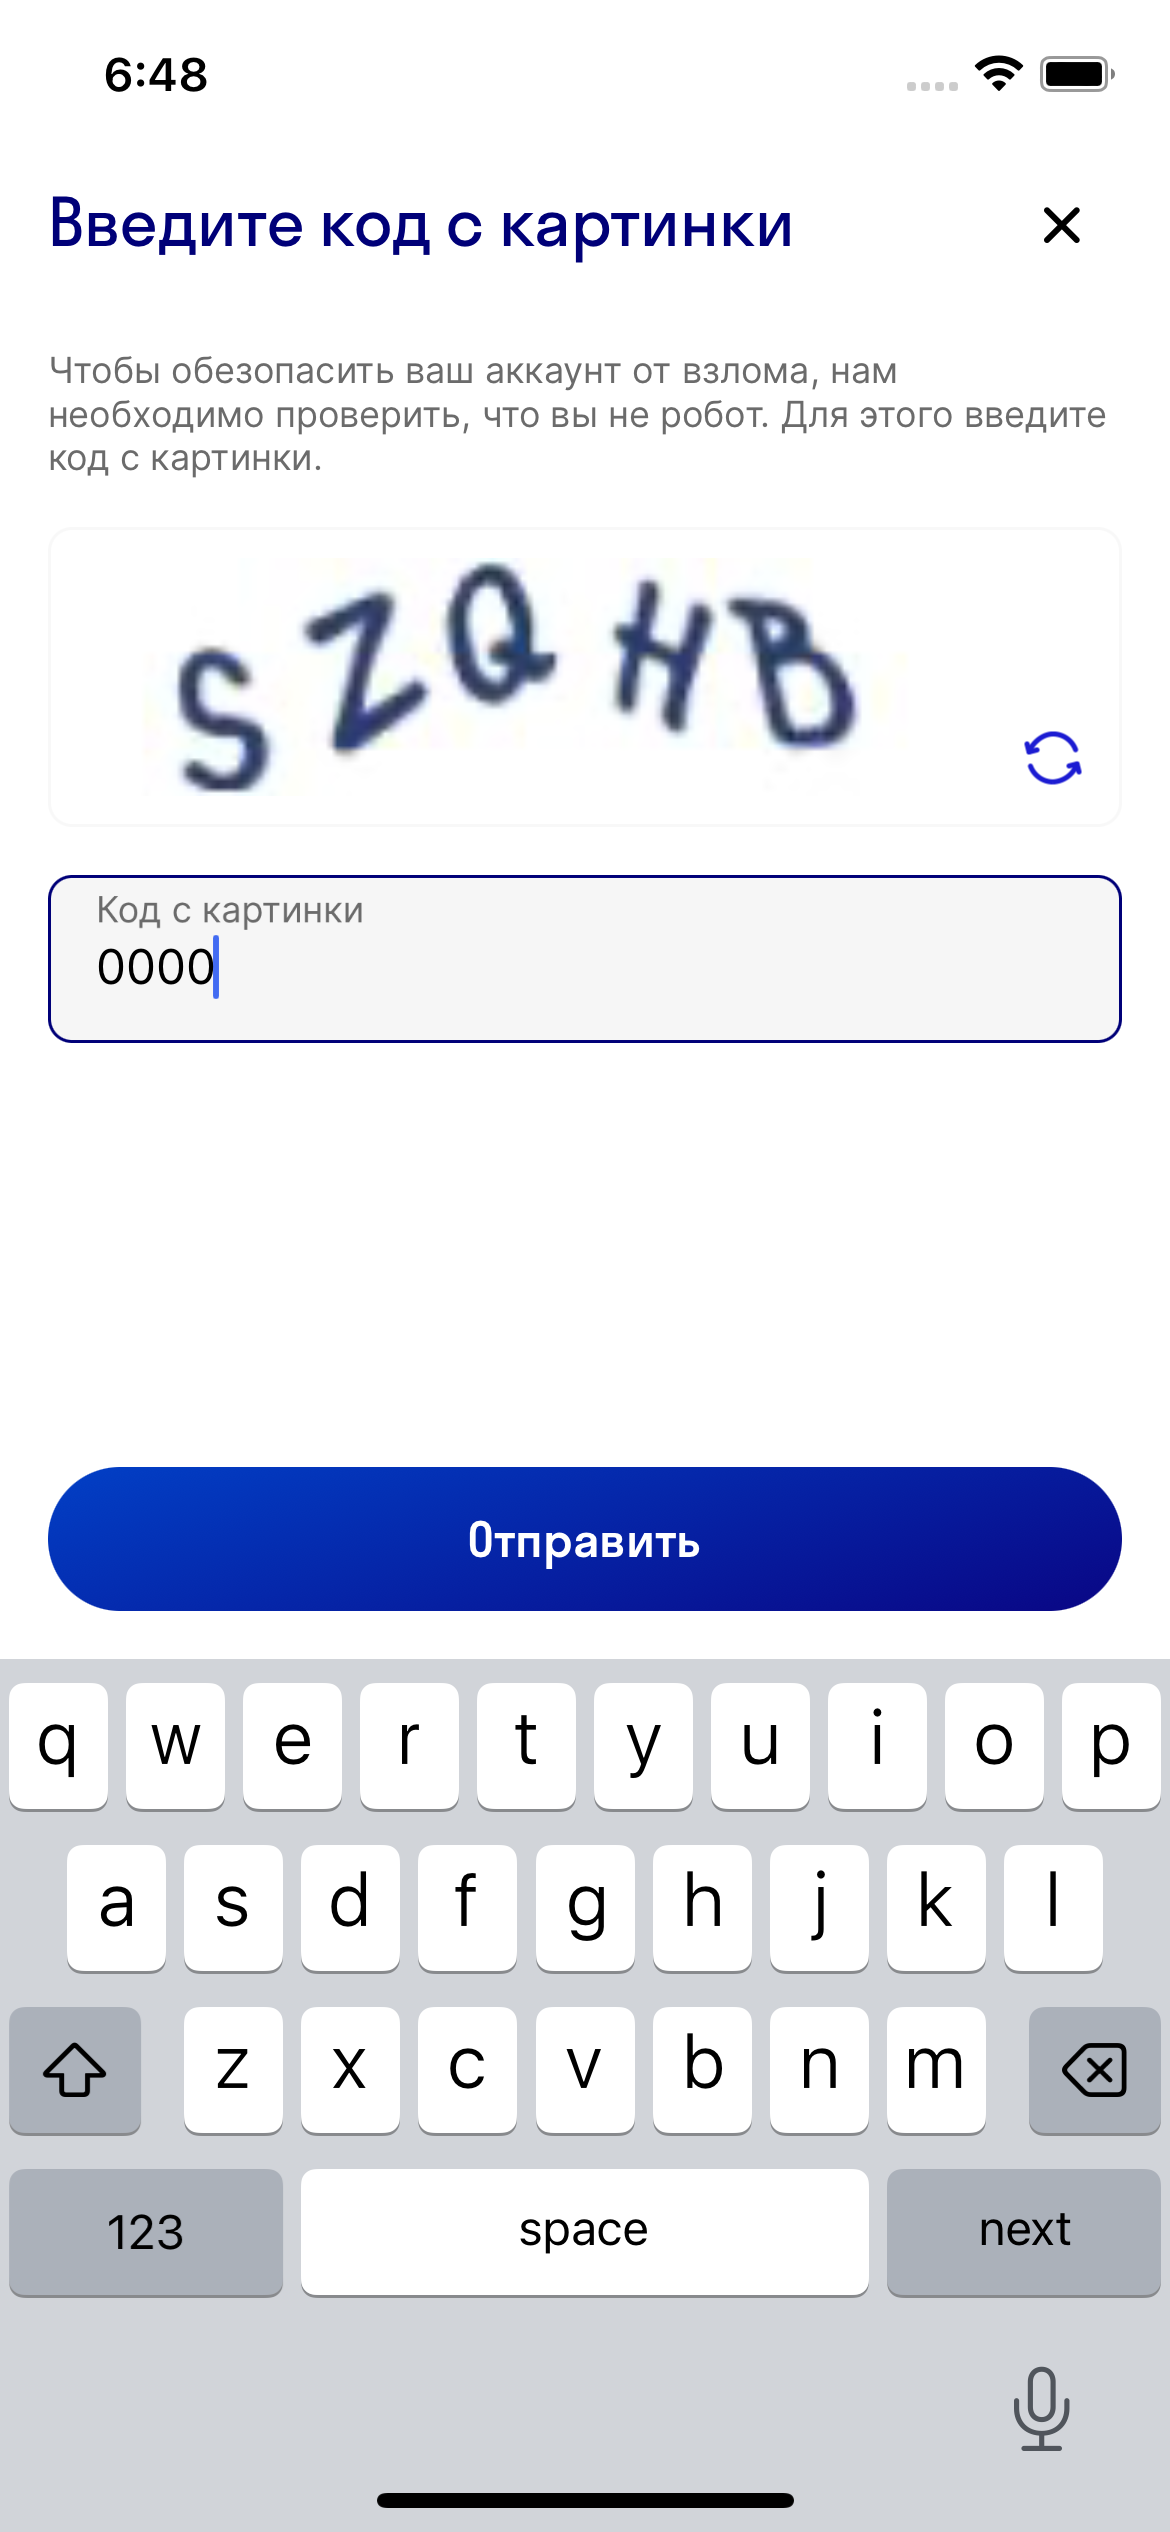 6:48
Введите код с картинки
Чтобы обезопасить ваш аккаунт от взлома, нам
необходимо проверить, что вы не робот. Для этого введите
код с картинки.
SZQHB
Код с картинки
0000
Отправить
q w e r t y u i o p
a s d f g h j k l
z x c v b n m
123 space next